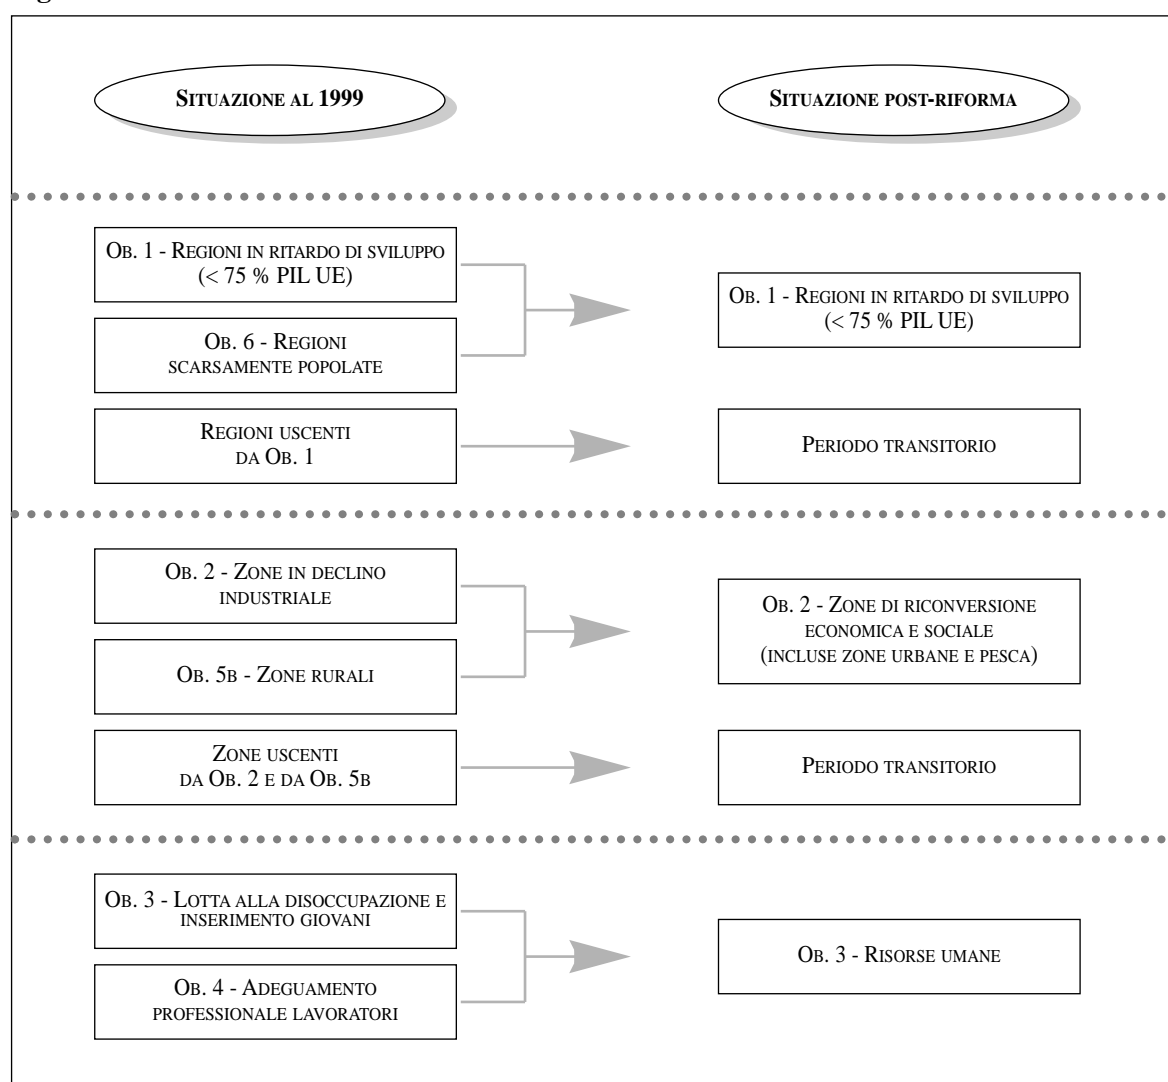 SITUAZIONE AL 1999
SITUAZIONE POST-RIFORMA
OB. 1 - REGIONI IN RITARDO DI SVILUPPO
(< 75 % PIL UE)
OB. 6 - REGIONI
SCARSAMENTE POPOLATE
OB. 1 - REGIONI IN RITARDO DI SVILUPPO
(< 75 % PIL UE)
REGIONI USCENTI
DA OB. 1
PERIODO TRANSITORIO
OB. 2 - ZONE IN DECLINO
INDUSTRIALE
OB. 5B - ZONE RURALI
OB. 2 - ZONE DI RICONVERSIONE
ECONOMICA E SOCIALE
(INCLUSE ZONE URBANE E PESCA)
ZONE USCENTI
DA OB. 2 E DA OB. 5B
PERIODO TRANSITORIO
OB. 3 - LOTTA ALLA DISOCCUPAZIONE E
INSERIMENTO GIOVANI
OB. 4 - ADEGUAMENTO
PROFESSIONALE LAVORATORI
OB. 3 - RISORSE UMANE